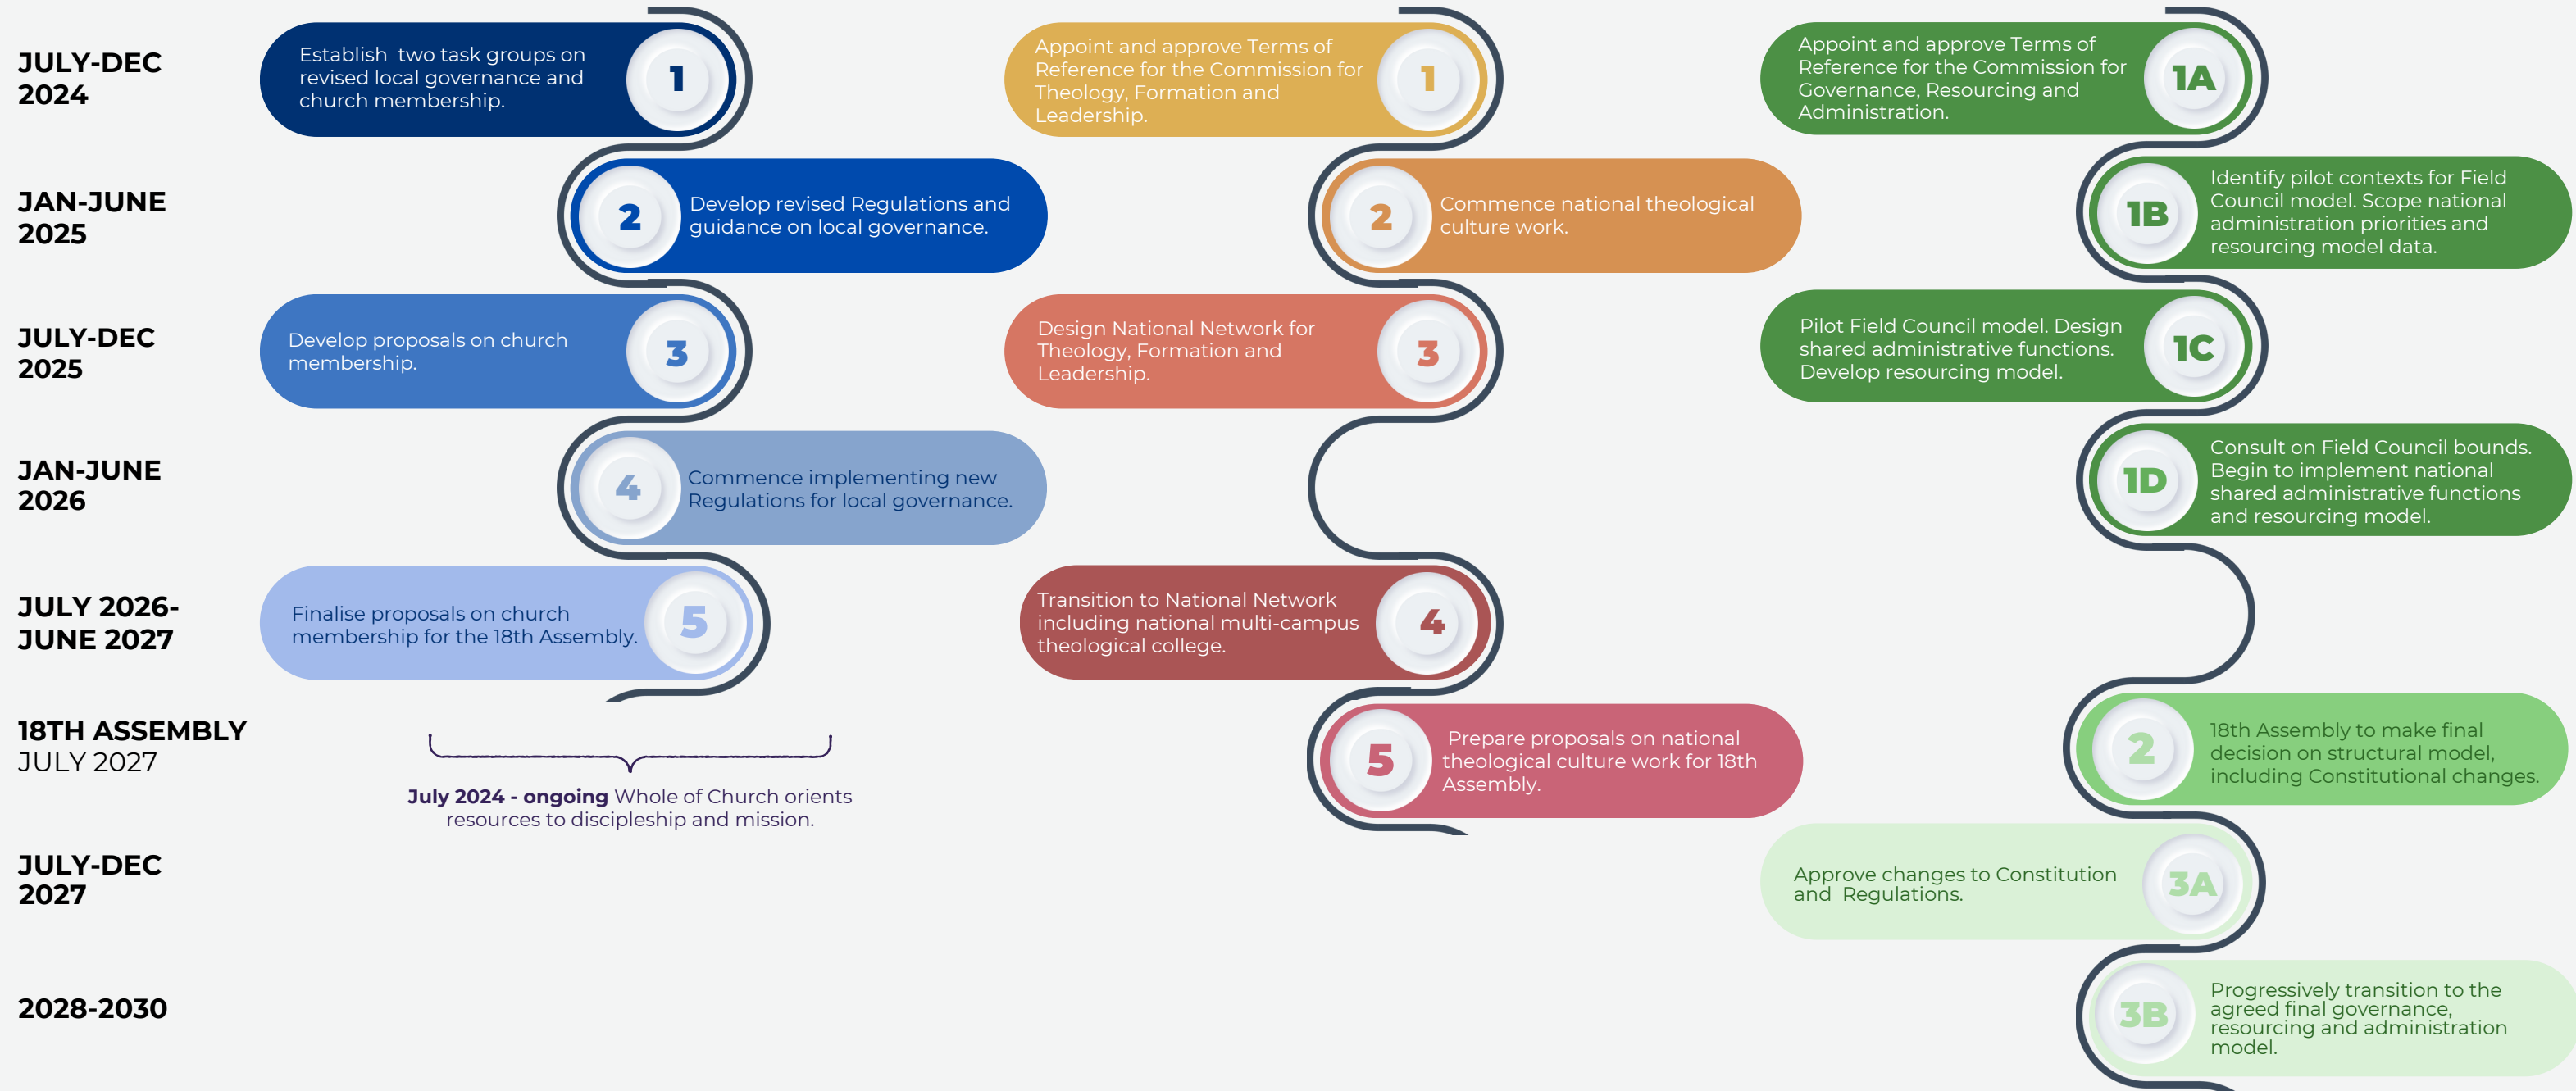 JULY-DEC
2024
Establish two task groups on
revised local governance and
church membership.
1
Appoint and approve Terms of
Reference for the Commission for
Theology, Formation and
Leadership.
1
Appoint and approve Terms of
Reference for the Commission for
Governance, Resourcing and
Administration.
1A
JAN-JUNE
2025
2
Develop revised Regulations and
guidance on local governance.
2
Commence national theological
culture work.
1B
Identify pilot contexts for Field
Council model. Scope national
administration priorities and
resourcing model data.
JULY-DEC
2025
Develop proposals on church
membership.
3
Design National Network for
Theology, Formation and
Leadership.
3
Pilot Field Council model. Design
shared administrative functions.
Develop resourcing model.
1C
JAN-JUNE
2026
4
Commence implementing new
Regulations for local governance.
1D
Consult on Field Council bounds.
Begin to implement national
shared administrative functions
and resourcing model.
JULY 2026-
JUNE 2027
Finalise proposals on church
membership for the 18th Assembly.
5
Transition to National Network
including national multi-campus
theological college.
4
18TH ASSEMBLY
JULY 2027
July 2024 - ongoing Whole of Church orients
resources to discipleship and mission.
5
Prepare proposals on national
theological culture work for 18th
Assembly.
2
18th Assembly to make final
decision on structural model,
including Constitutional changes.
JULY-DEC
2027
Approve changes to Constitution
and Regulations.
3A
2028-2030
3B
Progressively transition to the
agreed final governance,
resourcing and administration
model.